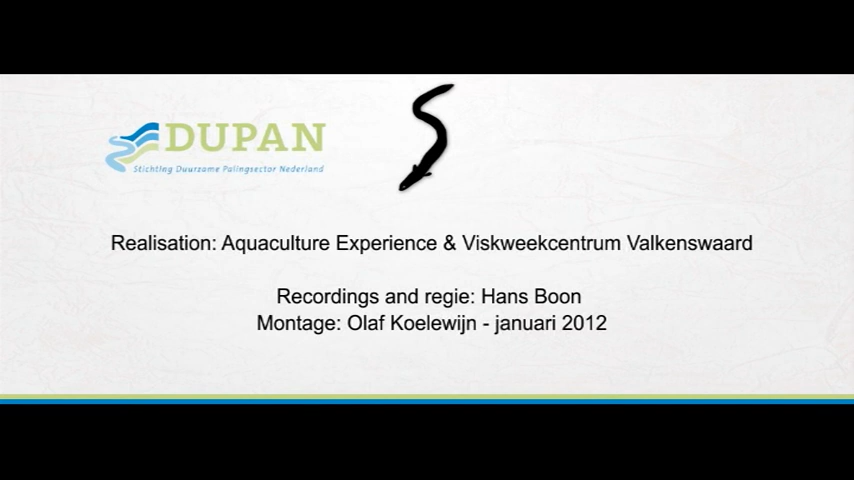 DUPAN
Stichting Duurzame Palingsector Nederland
Realisation: Aquaculture Experience & Viskweekcentrum Valkenswaard
Recordings and regie: Hans Boon
Montage: Olaf Koelewijn - januari 2012